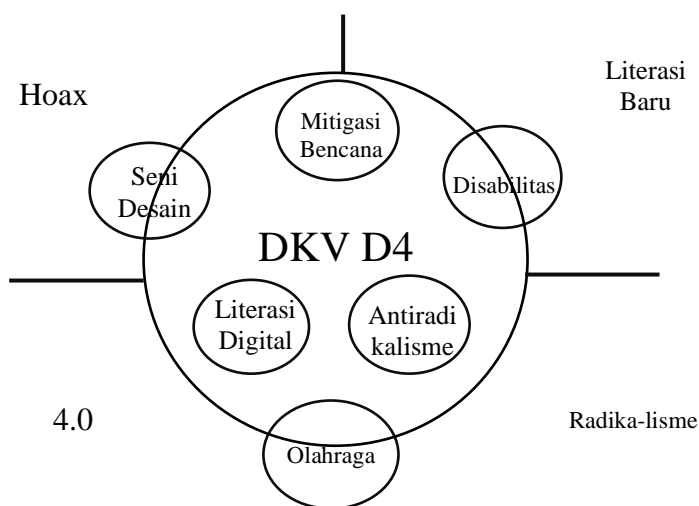 Hoax
Literasi
Baru
Mitigasi
Bencana
Seni
Desain
Disabilitas
DKV D4
Literasi
Digital
Antiradi
kalisme
4.0
Radika-lisme
Olahraga